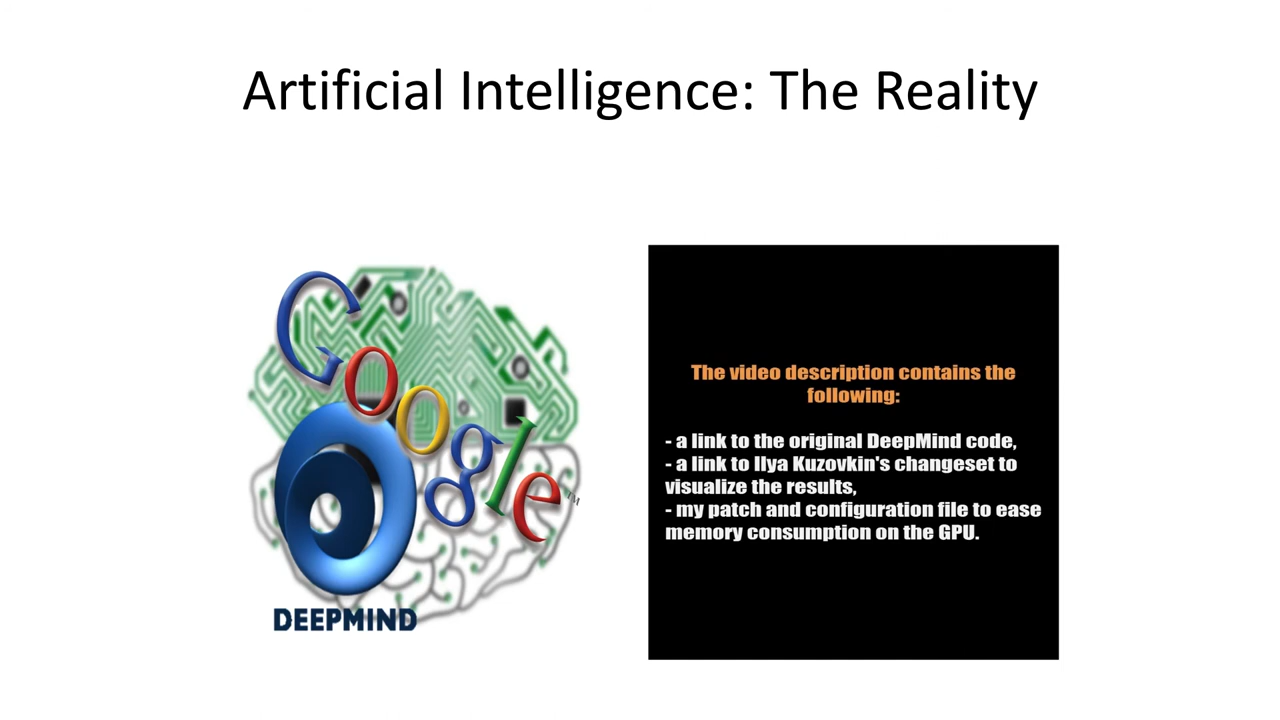 Artificial Intelligence: The Reality
Google™
DEEPMIND
The video description contains the
following:
- a link to the original DeepMind code,
- a link to Ilya Kuzovkin's changeset to
visualize the results,
- my patch and configuration file to ease
memory consumption on the GPU.